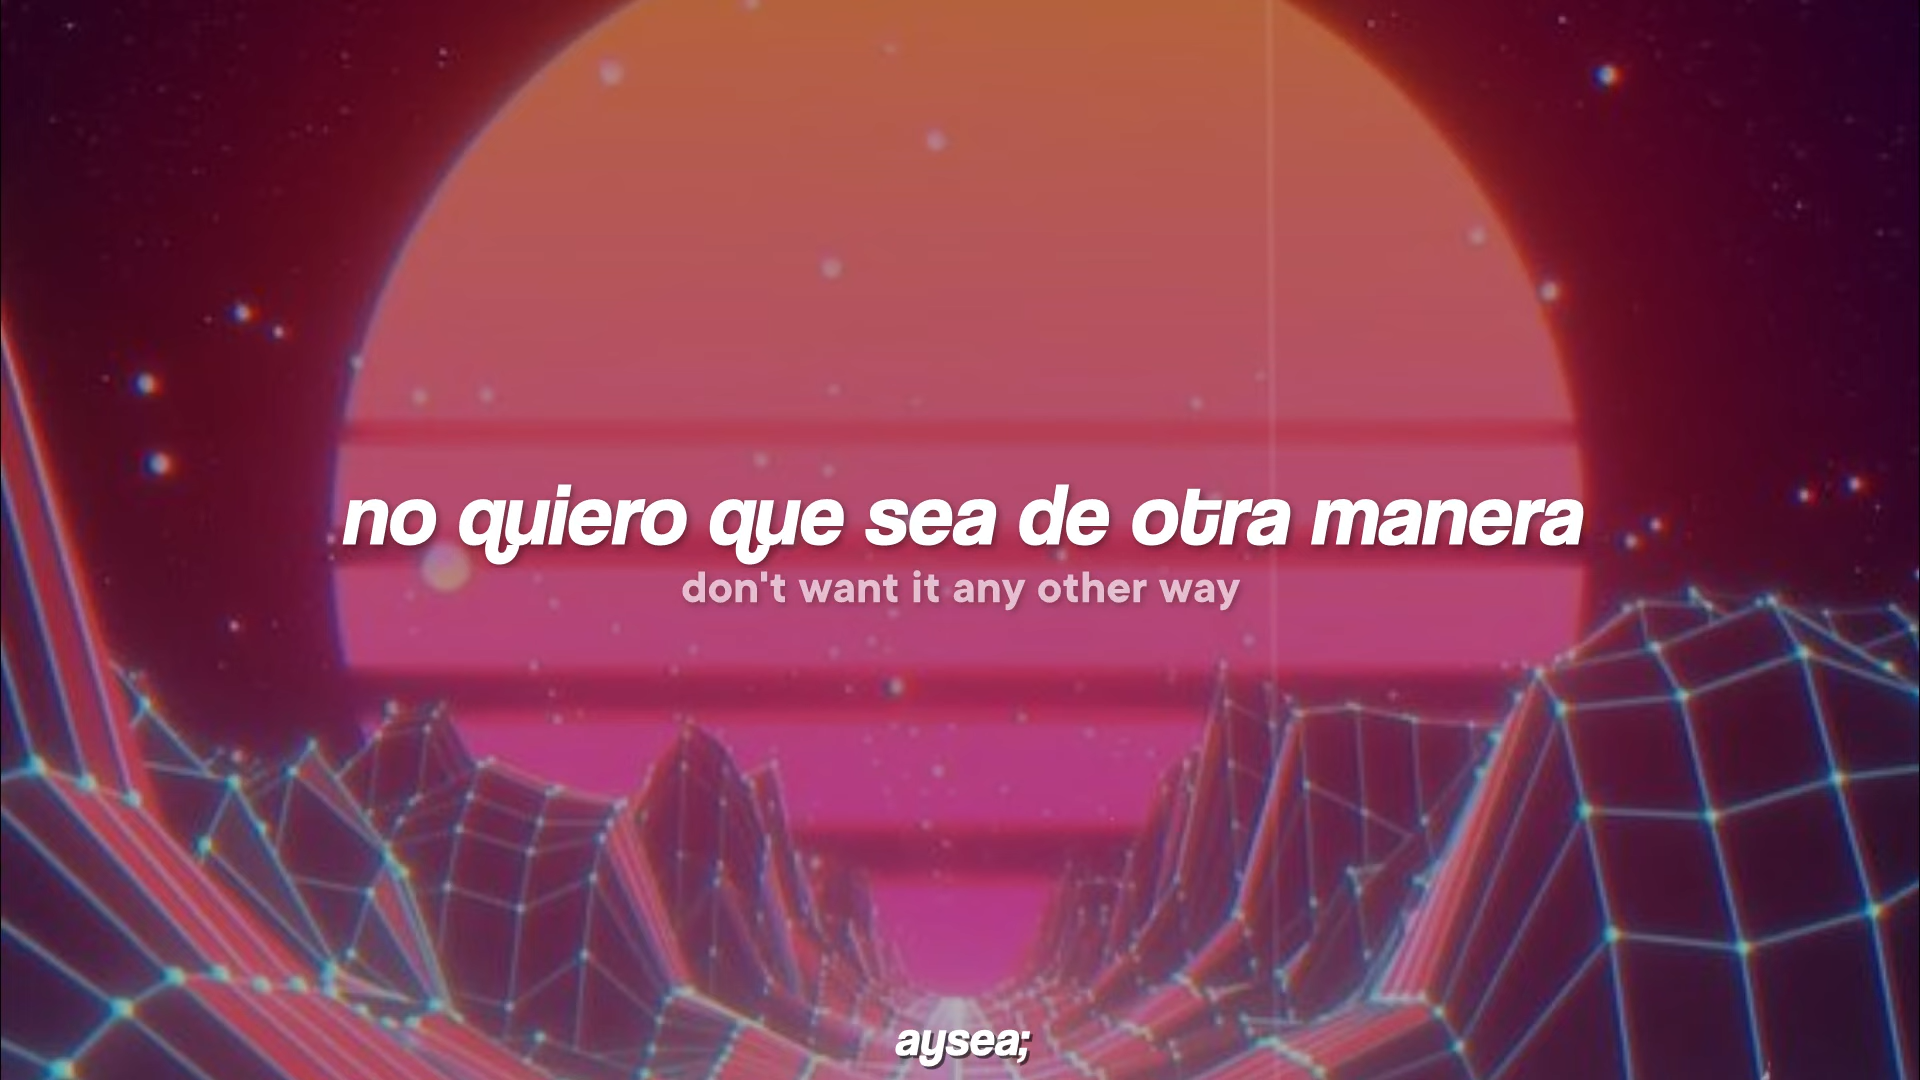 no quiero que sea de otra manera
don't want it any other way
aysea;